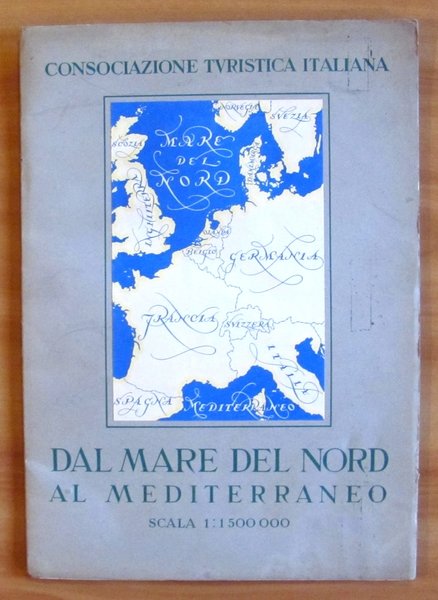 CONSOCIAZIONE TVRISTICA ITALIANA
NORVEGIA
SVEZIA
SCOZIA
MARE
DEL
NORD
DANIMARCA
INGHILTERRA
OLANDA
BELGIO
GERMANIA
FRANCIA
SVIZZERA
ITALIA
SPAGNA
MEDITERRANEO
DAL MARE DEL NORD
AL MEDITERRANEO
SCALA 1:1500000